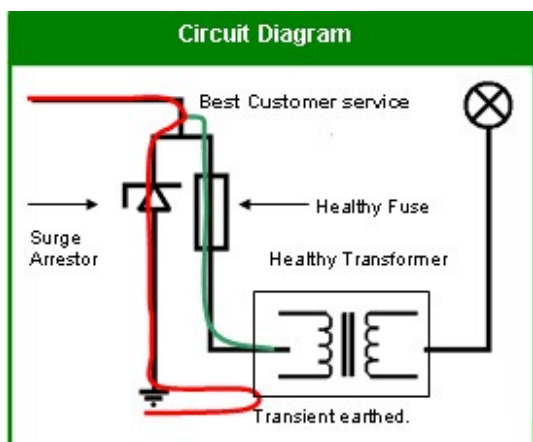 Circuit Diagram
Best Customer service
Healthy Fuse
Surge
Arrestor
Healthy Transformer
Transient earthed.